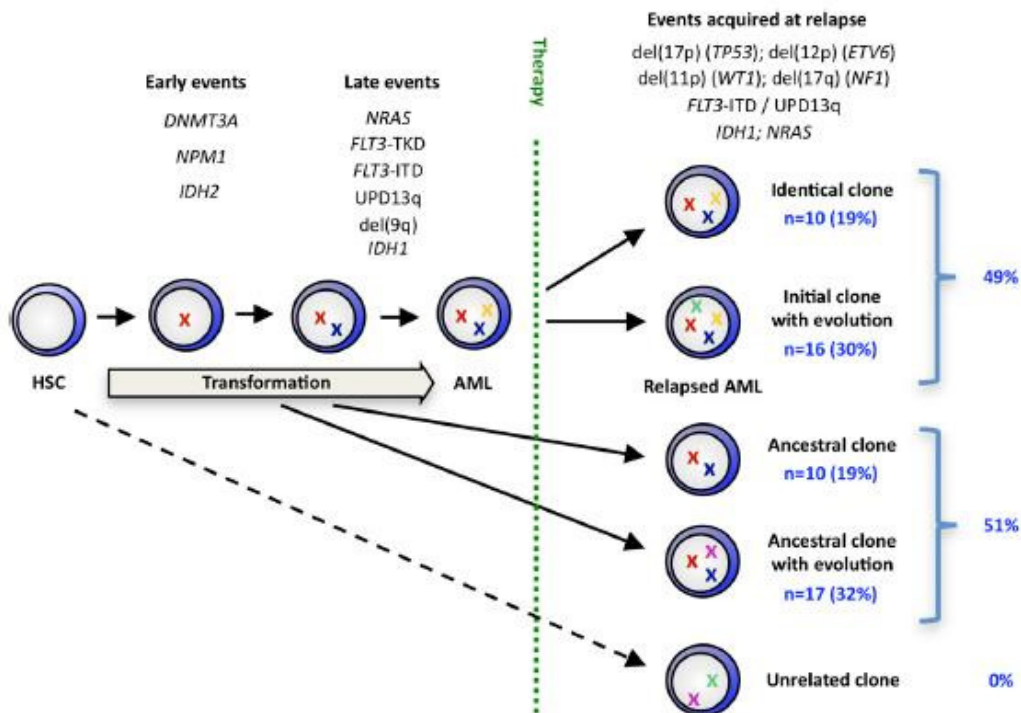 Events acquired at relapse
del(17p) (TP53); del(12p) (ETV6)
del(11p) (WT1); del(17q) (NF1)
FLT3-ITD / UPD13q
IDH1; NRAS
Early events
DNMT3A
NPM1
IDH2
Late events
NRAS
FLT3-TKD
FLT3-ITD
UPD13q
del(9q)
IDH1
Therapy
HSC
Transformation
AML
x
x
x
x
x
x
x
x
x
x
Identical clone
n=10 (19%)
x
x
x
x
Initial clone
with evolution
n=16 (30%)
49%
Relapsed AML
x
x
Ancestral clone
n=10 (19%)
x
x
x
Ancestral clone
with evolution
n=17 (32%)
51%
x
x
Unrelated clone
0%